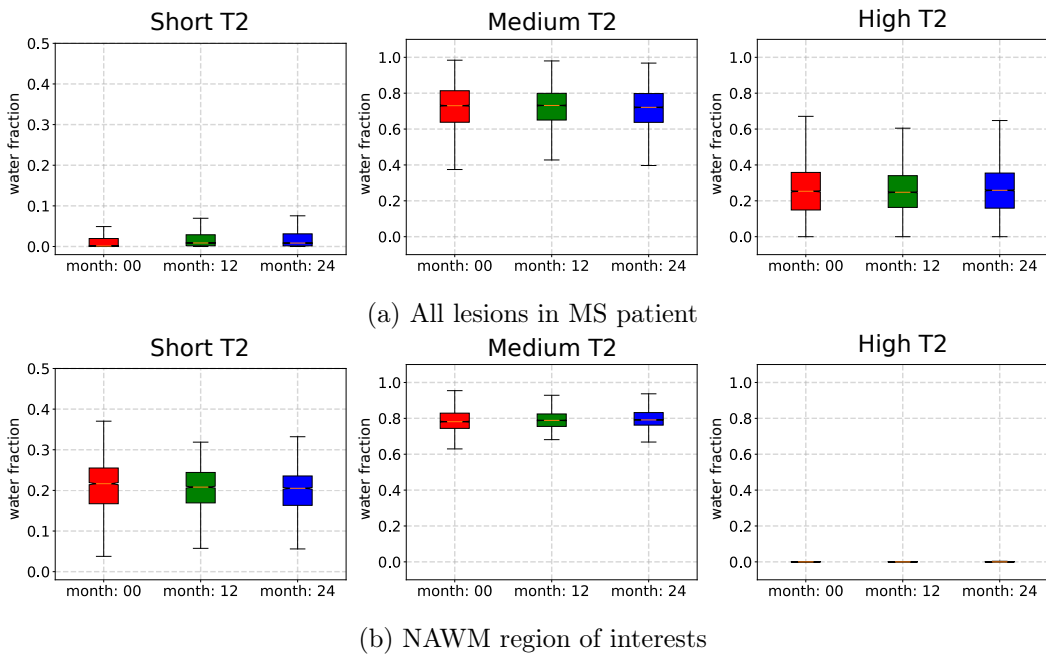 Short T2
Medium T2
High T2
water fraction
0.5
0.4
0.3
0.2
0.1
0.0
month: 00 month: 12 month: 24
water fraction
1.0
0.8
0.6
0.4
0.2
0.0
month: 00 month: 12 month: 24
water fraction
1.0
0.8
0.6
0.4
0.2
0.0
month: 00 month: 12 month: 24
(a) All lesions in MS patient
Short T2
Medium T2
High T2
water fraction
0.5
0.4
0.3
0.2
0.1
0.0
month: 00 month: 12 month: 24
water fraction
1.0
0.8
0.6
0.4
0.2
0.0
month: 00 month: 12 month: 24
water fraction
1.0
0.8
0.6
0.4
0.2
0.0
month: 00 month: 12 month: 24
(b) NAWM region of interests